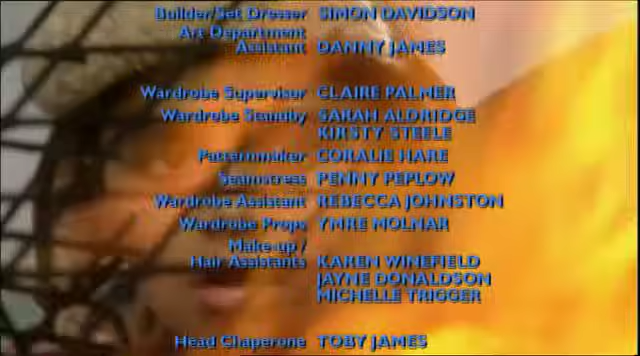 Builder/Set Dresser SIMON DAVIDSON
Art Department
Assistant DANNY JAMES
Wardrobe Supervisor CLAIRE PALMER
Wardrobe Standby SARAH ALDRIDGE
KIRSTY STEELE
Patternmaker CORALIE HARE
Seamstress PENNY PEPLOW
Wardrobe Assistant REBECCA JOHNSTON
Wardrobe Props YMRE MOLNAR
Make-up /
Hair Assistants KAREN WINEFIELD
JAYNE DONALDSON
MICHELLE TRIGGER
Head Claperone TOBY JAMES